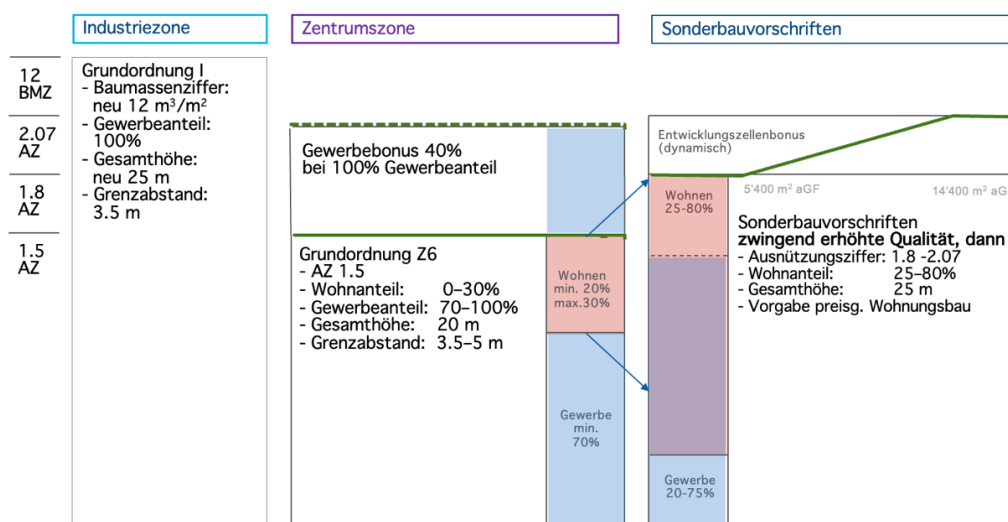 Industriezone
Zentrumszone
Sonderbauvorschriften
12
BMZ
2.07
AZ
1.8
AZ
1.5
AZ
Grundordnung I
- Baumassenziffer:
neu 12 m³/m²
- Gewerbeanteil:
100%
- Gesamthöhe:
neu 25 m
- Grenzabstand:
3.5 m
Gewerbebonus 40%
bei 100% Gewerbeanteil
Grundordnung Z6
- AZ 1.5
- Wohnanteil: 0–30%
- Gewerbeanteil: 70–100%
- Gesamthöhe: 20 m
- Grenzabstand: 3.5–5 m
Wohnen
min. 20%
max.30%
Gewerbe
min.
70%
Entwicklungszellenbonus
(dynamisch)
5'400 m² aGF
14'400 m² aG
Wohnen
25-80%
Gewerbe
20-75%
Sonderbauvorschriften
zwingend erhöhte Qualität, dann
- Ausnützungsziffer: 1.8 -2.07
- Wohnanteil: 25–80%
- Gesamthöhe: 25 m
- Vorgabe preisg. Wohnungsbau